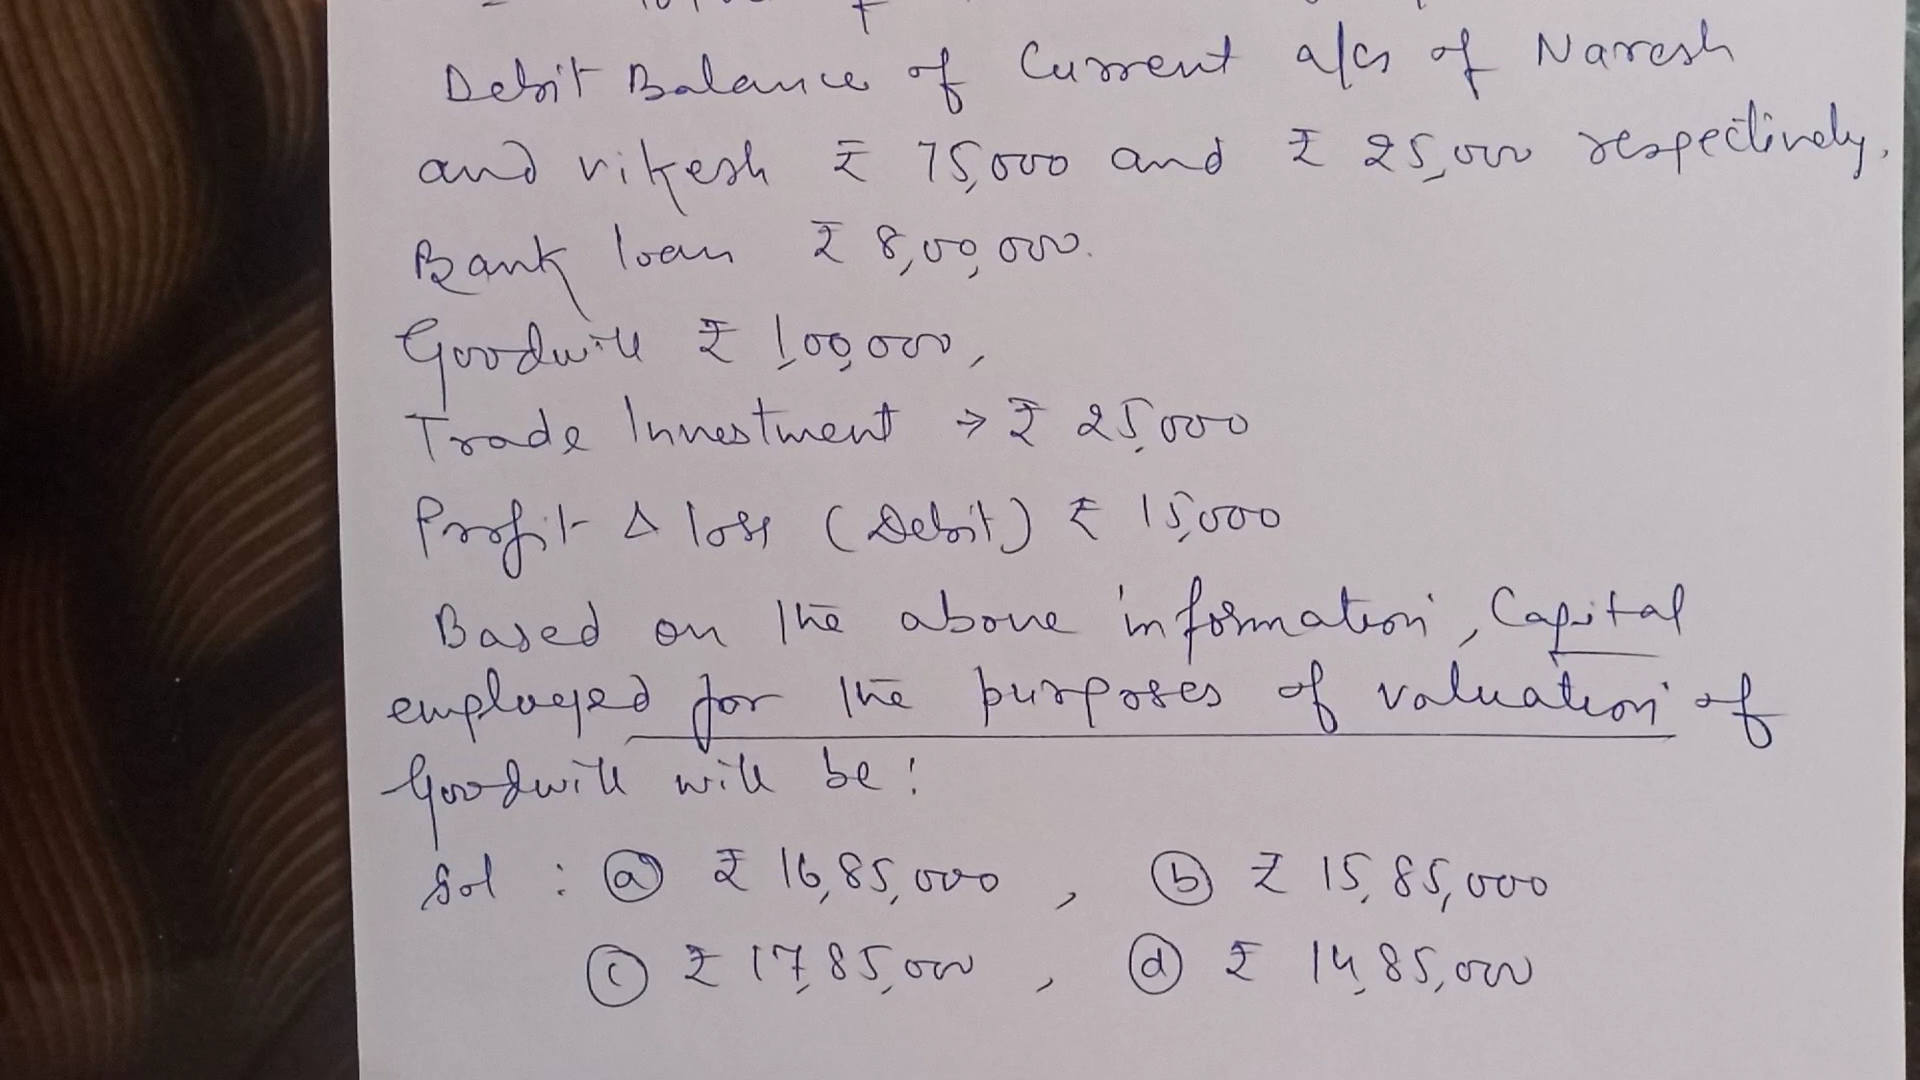 Debit Balance of Current a/cs of Naresh
and vikesh ₹ 75,000 and ₹ 25,000 respectively.
Bank loan ₹ 8,00,000.
Goodwill ₹ 1,00,000,
Trade Investment → ₹ 25,000
Profit & loss (Debit) ₹ 15,000
Based on the above information, Capital
employed for the purposes of valuation of
Goodwill will be:
Sol : (a) ₹ 16,85,000 , (b) ₹ 15,85,000
(c) ₹ 17,85,000 , (d) ₹ 14,85,000